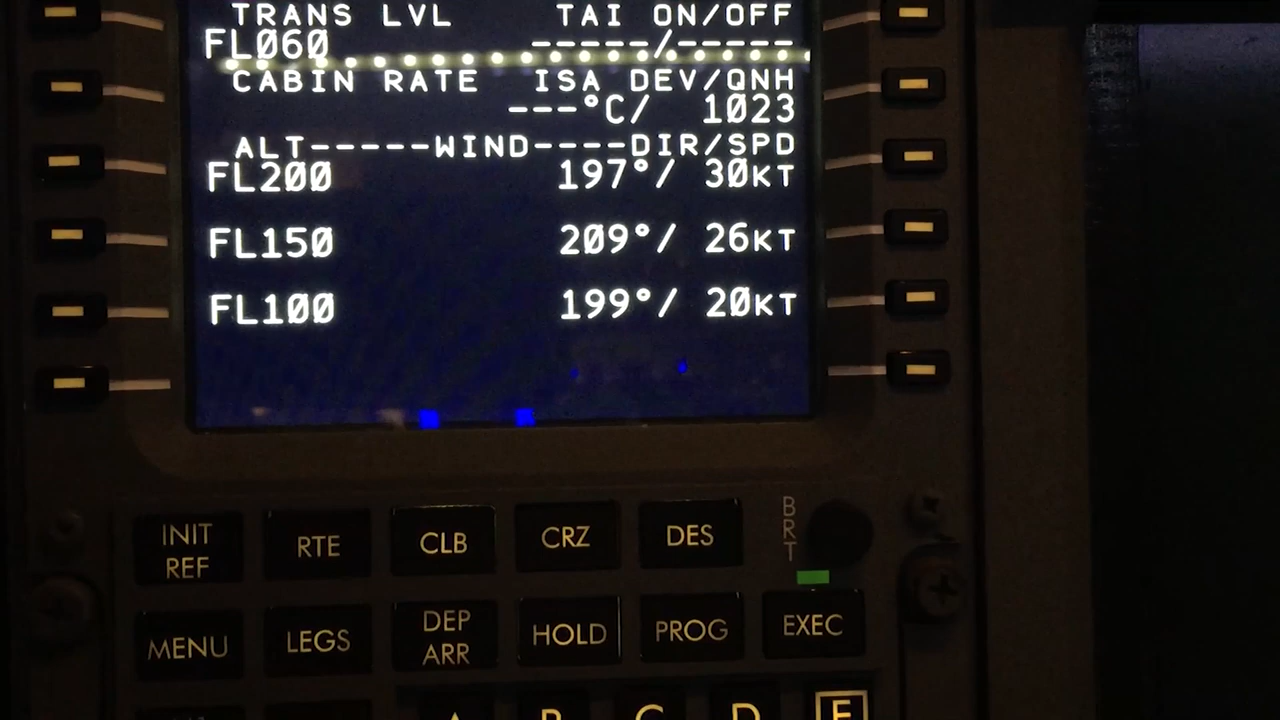 TRANS LVL TAI ON/OFF
FL060 -----/-----
CABIN RATE ISA DEV/QNH
---°C/ 1023
ALT-----WIND----DIR/SPD
FL200 197°/ 30KT
FL150 209°/ 26KT
FL100 199°/ 20KT
INIT REF RTE CLB CRZ DES BRT
MENU LEGS DEP ARR HOLD PROG EXEC
A B C D E